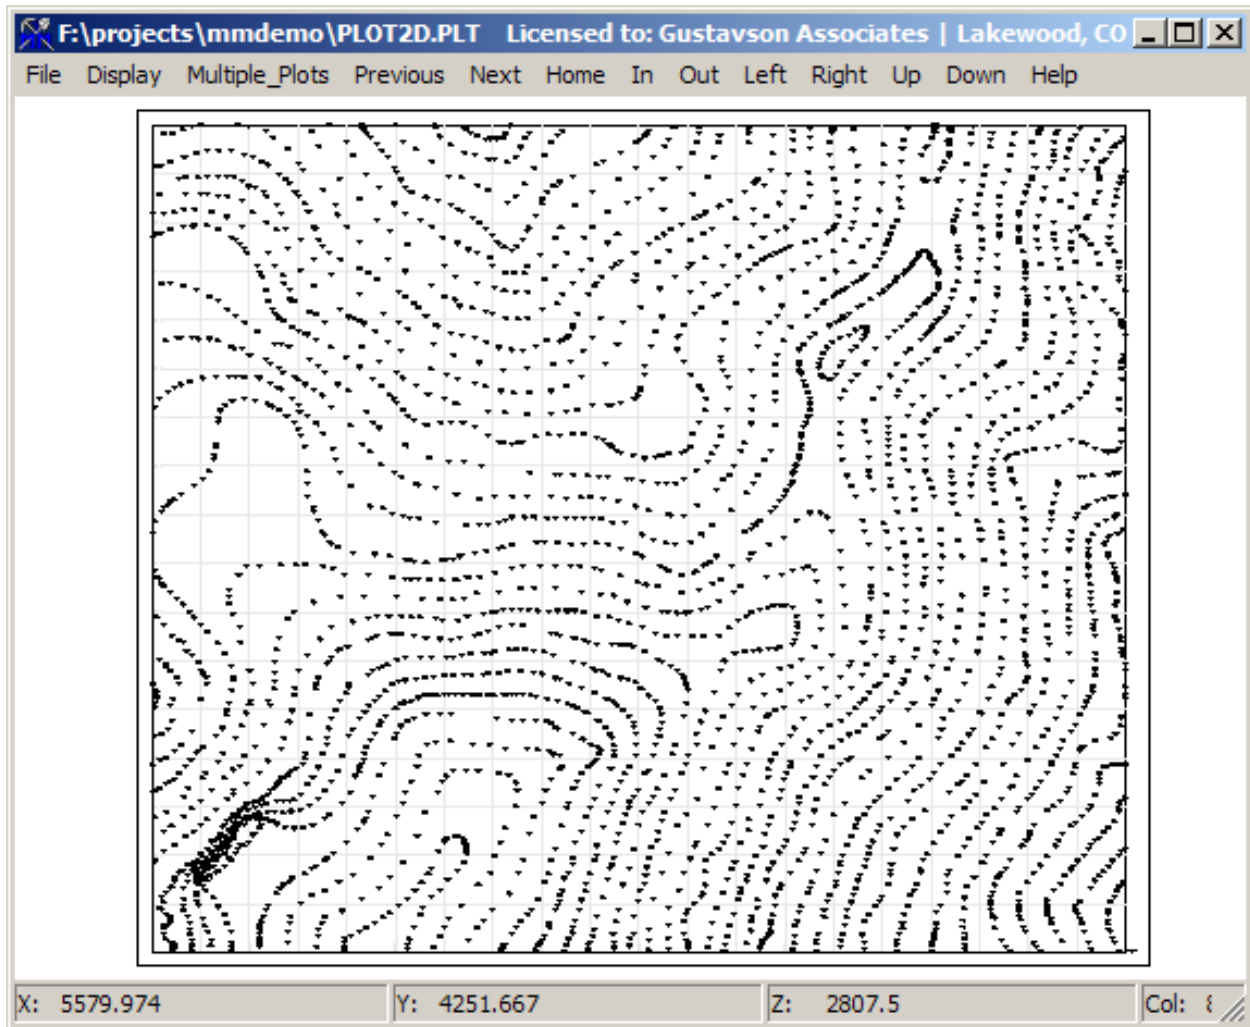 F:\projects\mmdemo\PLOT2D.PLT Licensed to: Gustavson Associates | Lakewood, CO
File Display Multiple_Plots Previous Next Home In Out Left Right Up Down Help
X: 5579.974 Y: 4251.667 Z: 2807.5 Col: